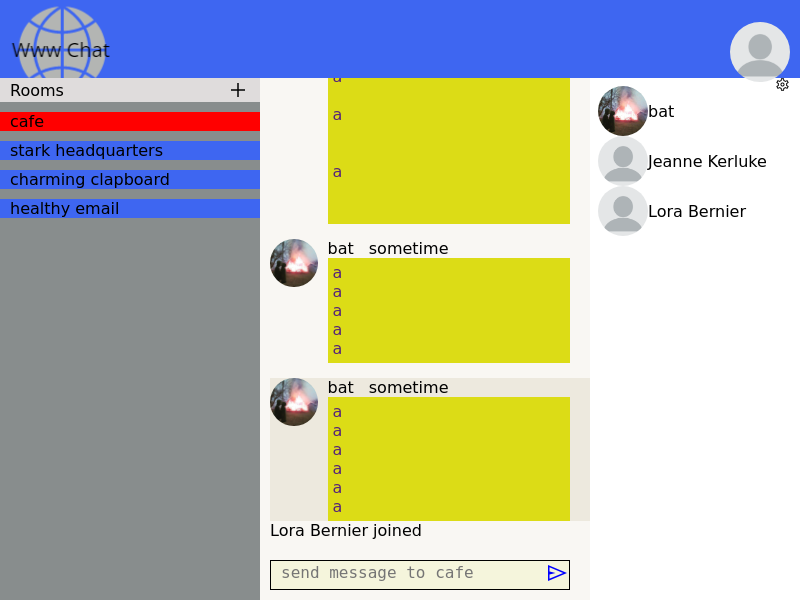 Www Chat
Rooms
cafe
stark headquarters
charming clapboard
healthy email
a
a
a
bat sometime
a
a
a
a
a
bat sometime
a
a
a
a
a
a
Lora Bernier joined
send message to cafe
bat
Jeanne Kerluke
Lora Bernier